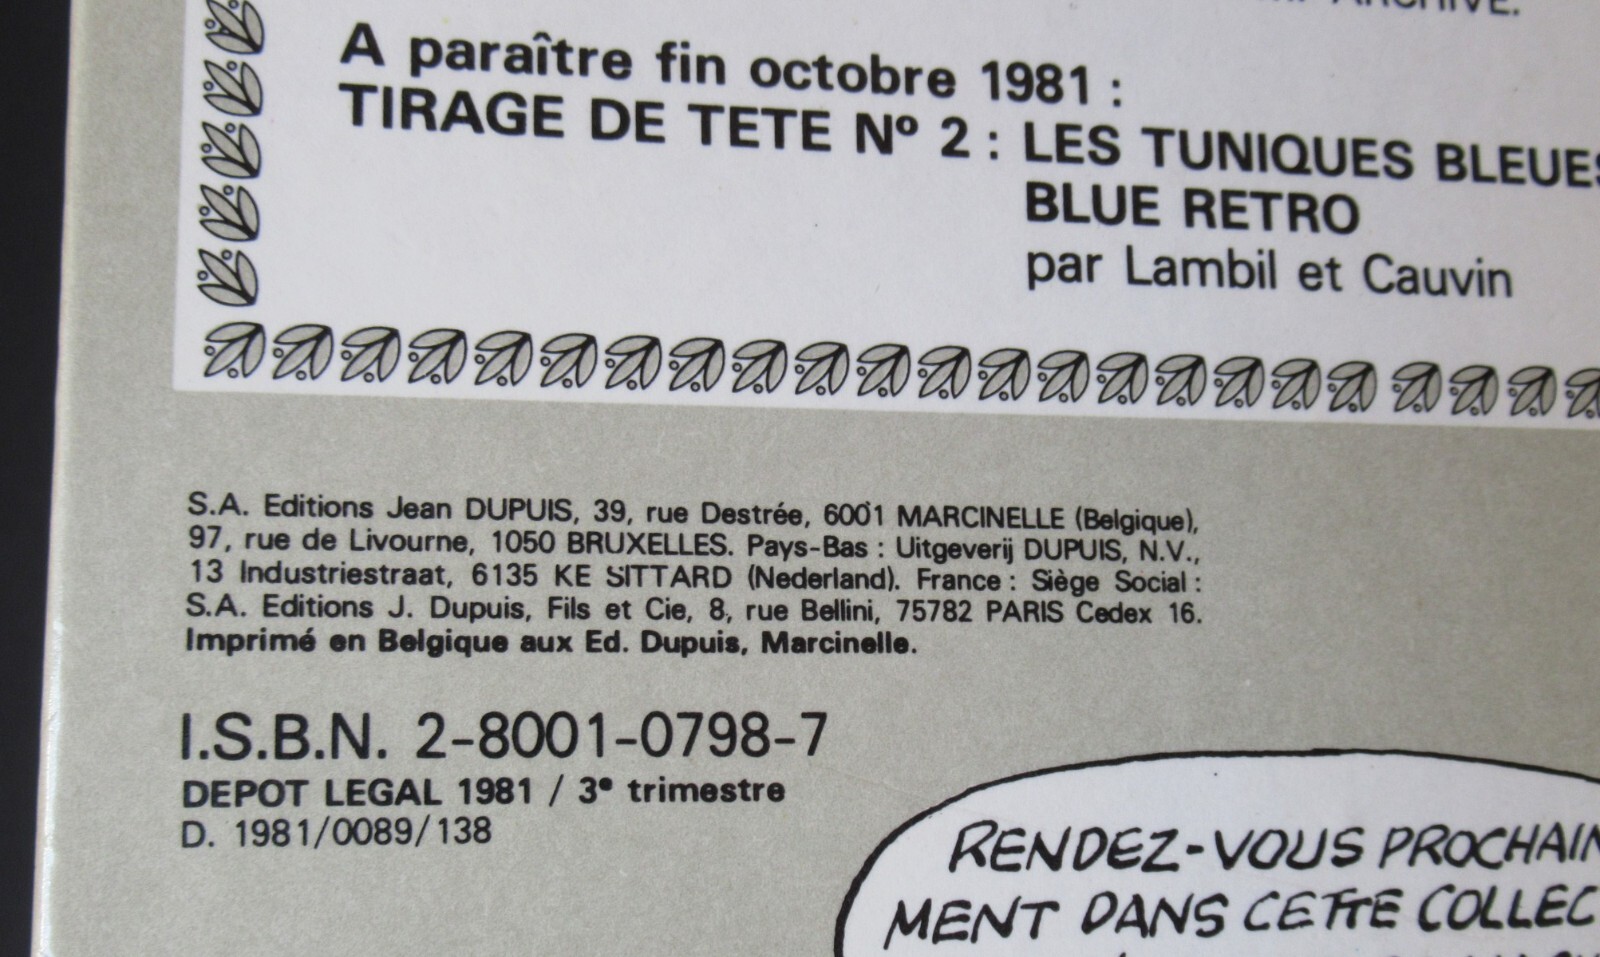 ARCHIVE.
A paraître fin octobre 1981 :
TIRAGE DE TETE Nº 2 : LES TUNIQUES BLEUES
BLUE RETRO
par Lambil et Cauvin
S.A. Editions Jean DUPUIS, 39, rue Destrée, 6001 MARCINELLE (Belgique),
97, rue de Livourne, 1050 BRUXELLES. Pays-Bas : Uitgeverij DUPUIS, N.V.,
13 Industriestraat, 6135 KE SITTARD (Nederland). France : Siège Social :
S.A. Editions J. Dupuis, Fils et Cie, 8, rue Bellini, 75782 PARIS Cedex 16.
Imprimé en Belgique aux Ed. Dupuis, Marcinelle.
I.S.B.N. 2-8001-0798-7
DEPOT LEGAL 1981 / 3e trimestre
D. 1981/0089/138
RENDEZ-VOUS PROCHAIN
MENT DANS CETTE COLLEC